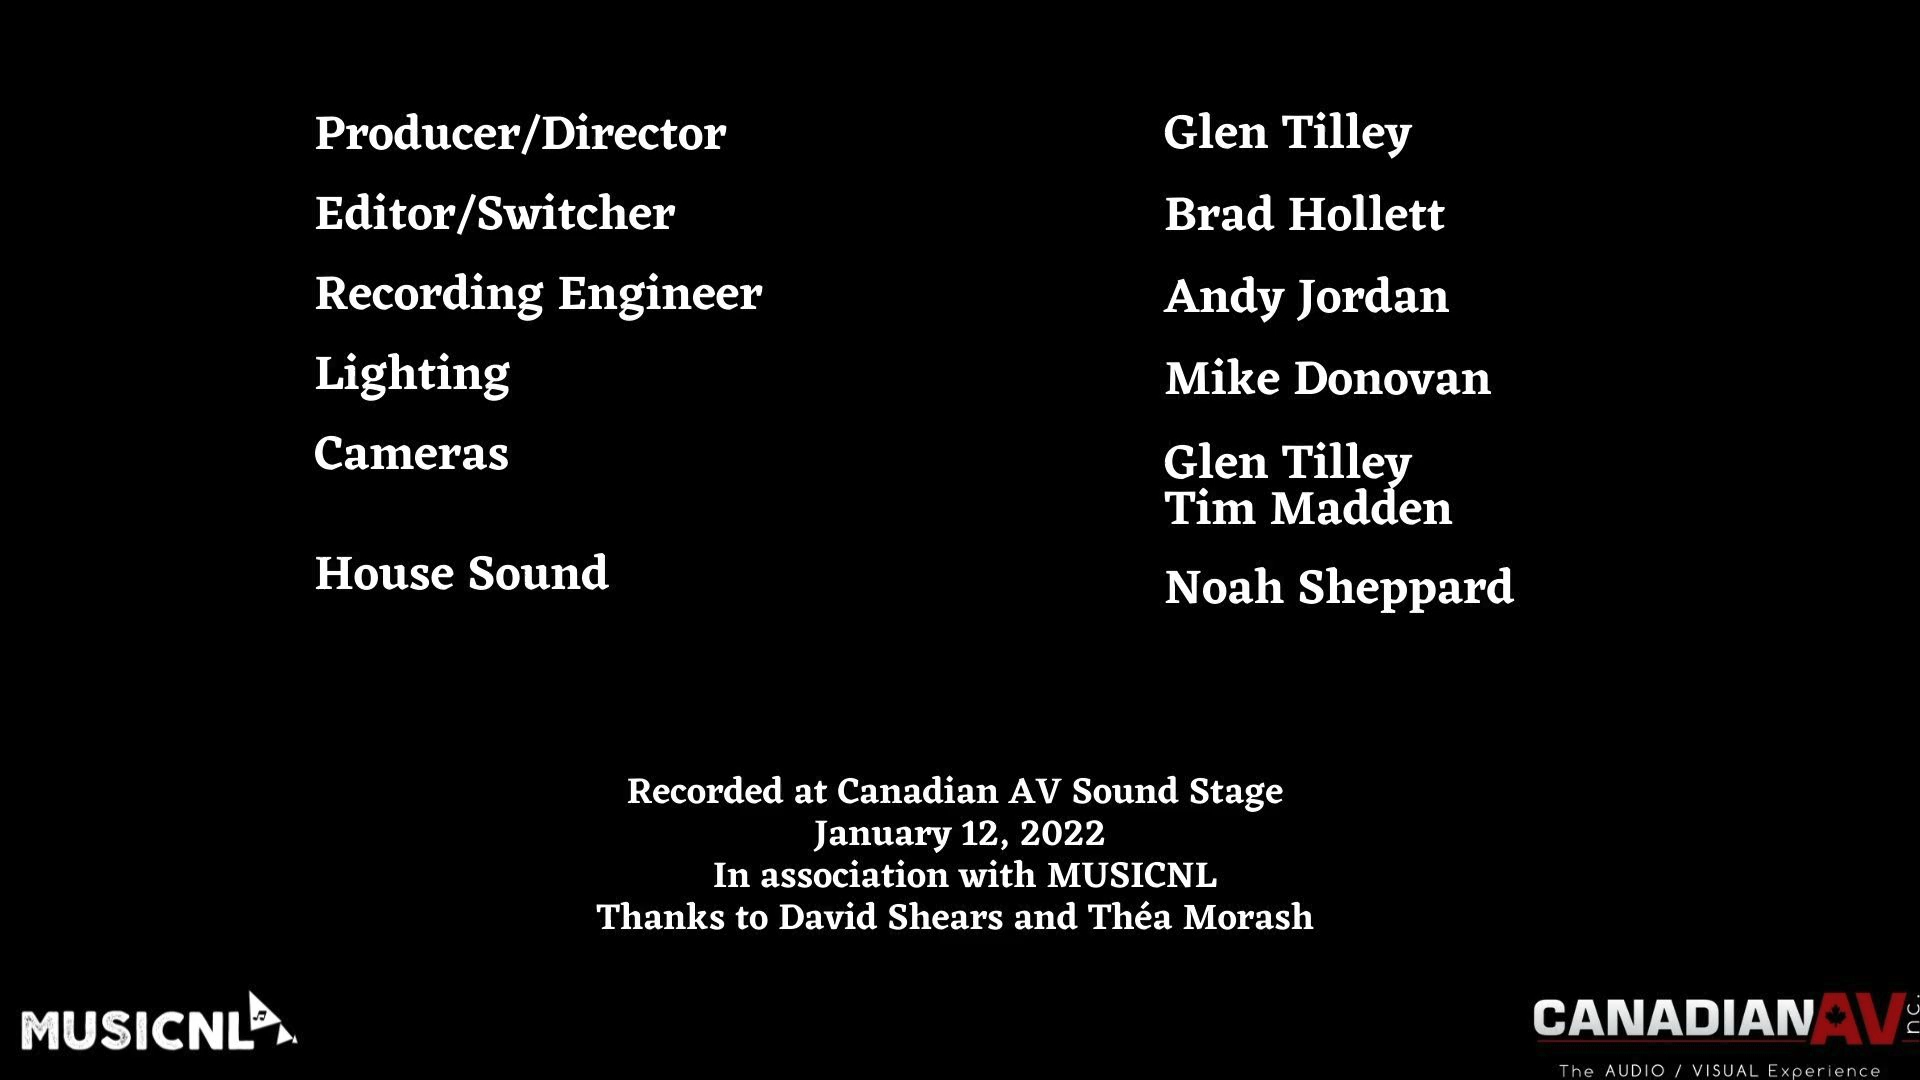 Producer/Director Glen Tilley
Editor/Switcher Brad Hollett
Recording Engineer Andy Jordan
Lighting Mike Donovan
Cameras Glen Tilley
Tim Madden
House Sound Noah Sheppard
Recorded at Canadian AV Sound Stage
January 12, 2022
In association with MUSICNL
Thanks to David Shears and Théa Morash
MUSICNL
CANADIANAV
The AUDIO / VISUAL Experience